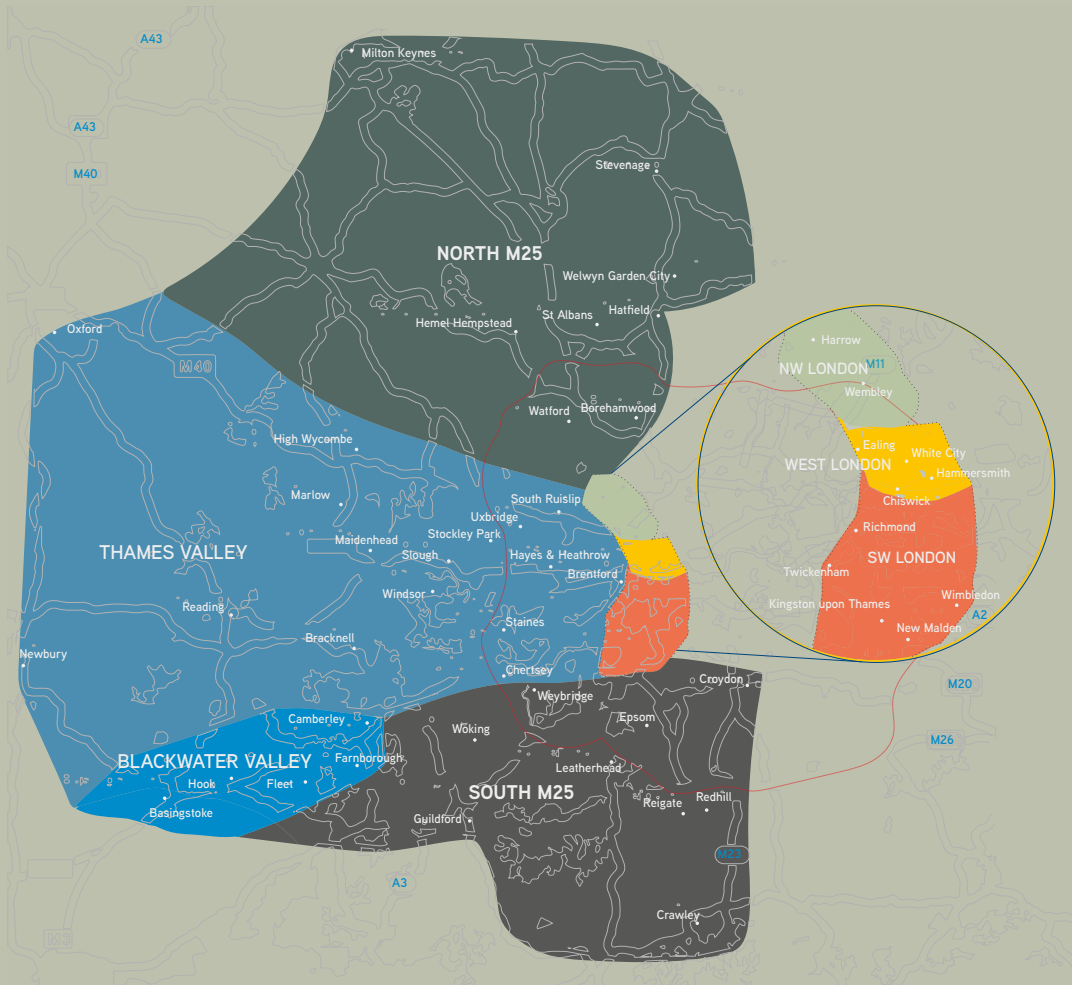 A43
Milton Keynes
A43
M40
Stevenage
NORTH M25
Welwyn Garden City
Hatfield
St Albans
Hemel Hempstead
Oxford
M40
Harrow
NW LONDON
M11
Wembley
Watford
Borehamwood
High Wycombe
Ealing
White City
WEST LONDON
Hammersmith
Marlow
South Ruislip
Chiswick
Uxbridge
Richmond
Stockley Park
Maidenhead
THAMES VALLEY
Slough
Hayes & Heathrow
SW LONDON
Brentford
Twickenham
Windsor
Wimbledon
Kingston upon Thames
Reading
A2
Staines
New Malden
Bracknell
Newbury
Chertsey
Croydon
M20
Weybridge
Camberley
Epsom
Woking
M26
Farnborough
BLACKWATER VALLEY
Leatherhead
Hook
Fleet
SOUTH M25
Redhill
Reigate
Basingstoke
Guildford
M23
A3
Crawley
M3